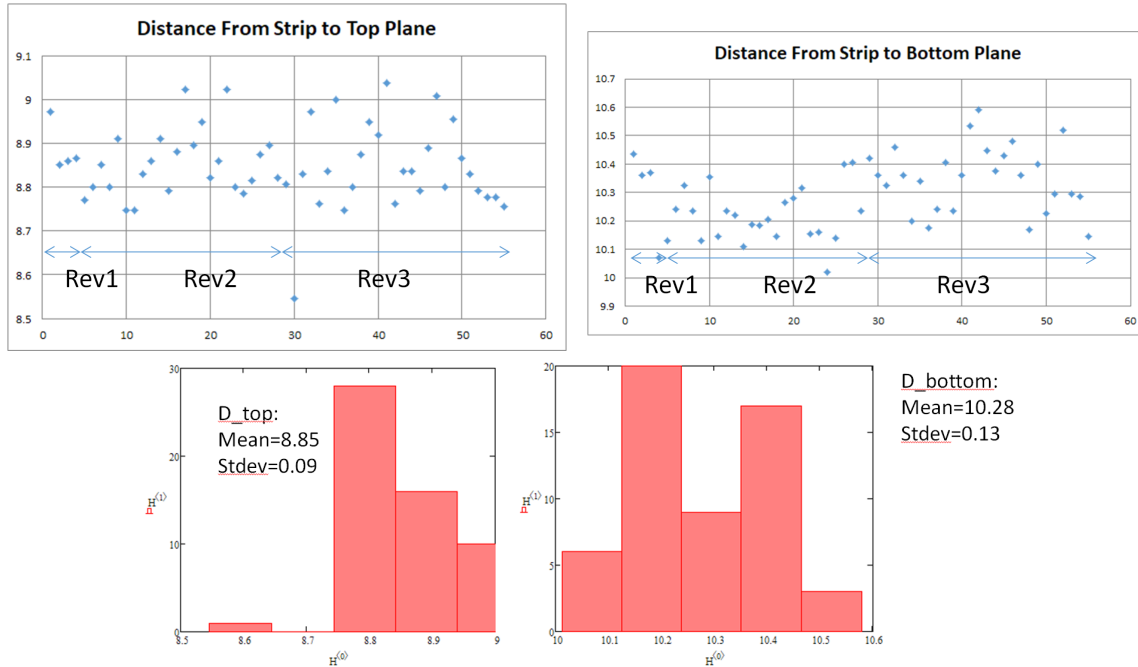 Distance From Strip to Top Plane
9.1
9
8.9
8.8
8.7
8.6
8.5
Rev1 Rev2 Rev3
0 10 20 30 40 50 60
Distance From Strip to Bottom Plane
10.7
10.6
10.5
10.4
10.3
10.2
10.1
10
9.9
Rev1 Rev2 Rev3
0 10 20 30 40 50 60
30
20
10
0
D_top:
Mean=8.85
Stdev=0.09
H⟨1⟩
n
8.5 8.6 8.7 8.8 8.9 9
H⟨0⟩
20
15
10
5
0
H⟨1⟩
n
10 10.1 10.2 10.3 10.4 10.5 10.6
H⟨0⟩
D_bottom:
Mean=10.28
Stdev=0.13